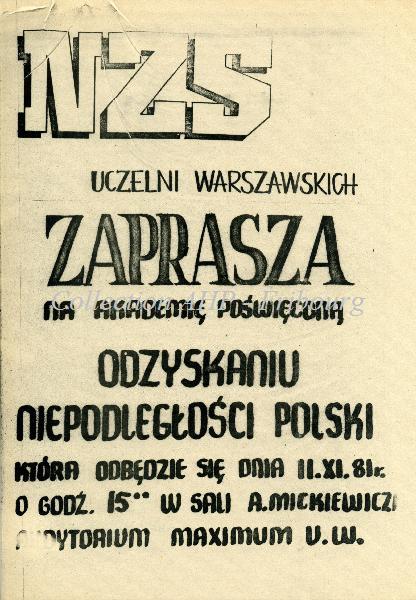 NZS
UCZELNI WARSZAWSKICH
ZAPRASZA
NA AKADEMIĘ POŚWIĘCONĄ
ODZYSKANIU
NIEPODLEGŁOŚCI POLSKI
KTÓRA ODBĘDZIE SIĘ DNIA 11.XI.81r.
O GODŹ. 15°° W SALI A.MICKIEWICZA
AUDYTORIUM MAXIMUM U.W.